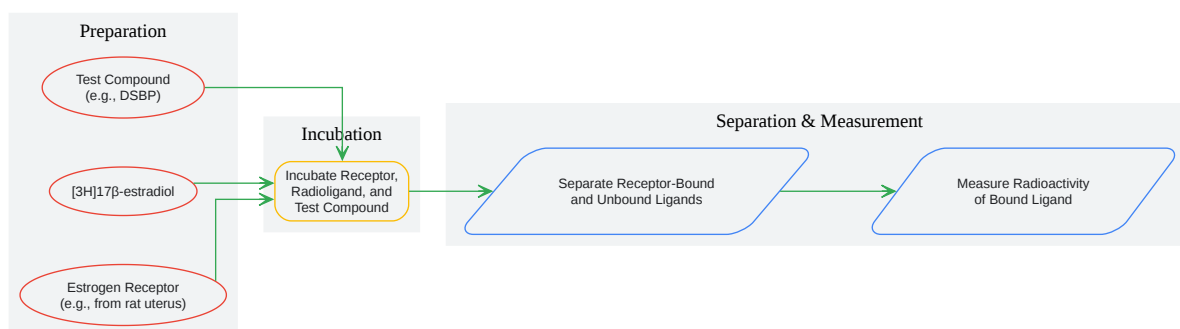 Preparation
Test Compound
(e.g., DSBP)
[3H]17β-estradiol
Estrogen Receptor
(e.g., from rat uterus)
Incubation
Incubate Receptor,
Radioligand, and
Test Compound
Separation & Measurement
Separate Receptor-Bound
and Unbound Ligands
Measure Radioactivity
of Bound Ligand